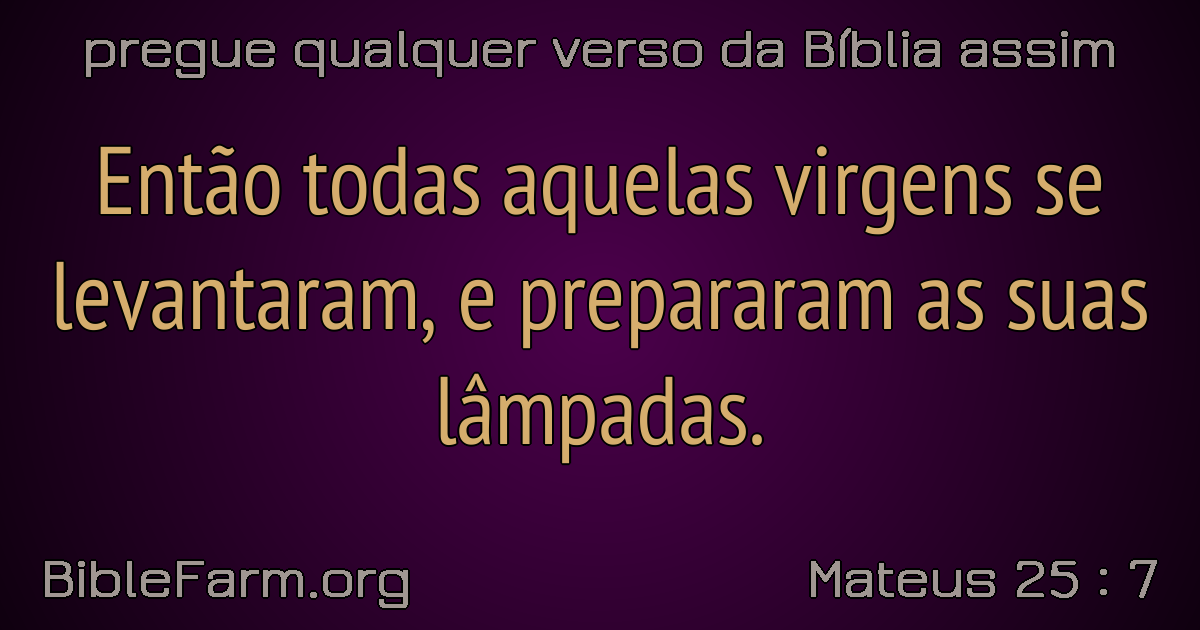 pregue qualquer verso da Bíblia assim
Então todas aquelas virgens se
levantaram, e prepararam as suas
lâmpadas.
BibleFarm.org
Mateus 25 : 7